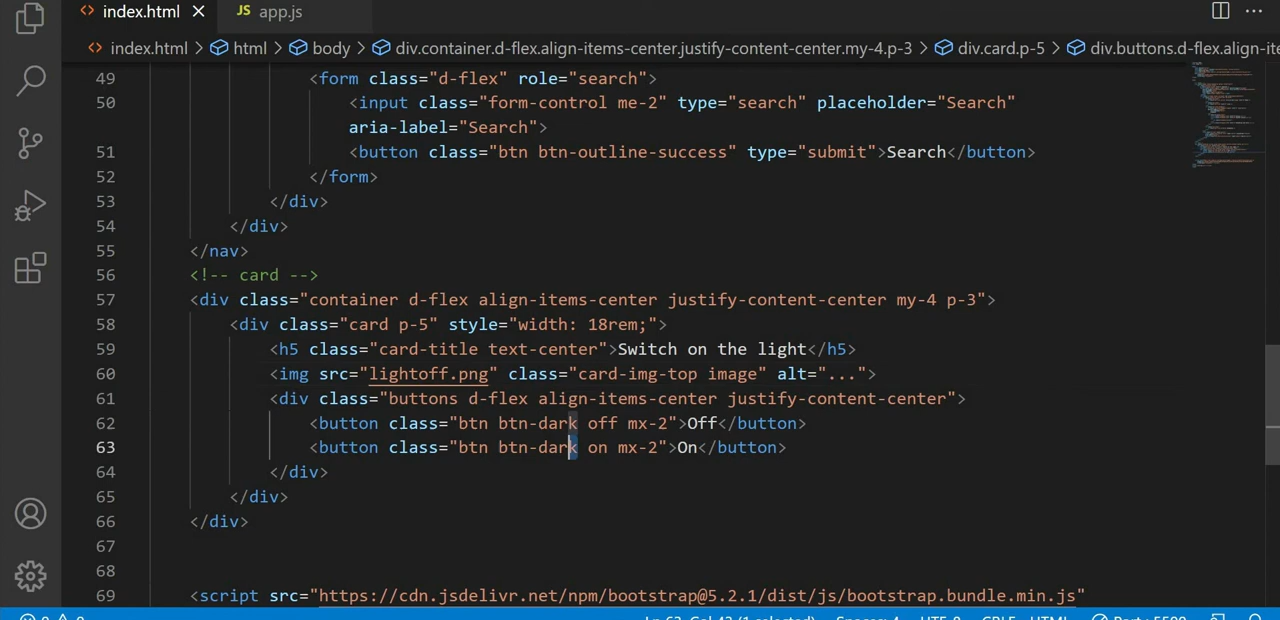 index.html
JS app.js
index.html > html > body > div.container.d-flex.align-items-center.justify-content-center.my-4.p-3 > div.card.p-5 > div.buttons.d-flex.align-ite
49 <form class="d-flex" role="search">
50 <input class="form-control me-2" type="search" placeholder="Search"
aria-label="Search">
51 <button class="btn btn-outline-success" type="submit">Search</button>
52 </form>
53 </div>
54 </div>
55 </nav>
56 <!-- card -->
57 <div class="container d-flex align-items-center justify-content-center my-4 p-3">
58 <div class="card p-5" style="width: 18rem;">
59 <h5 class="card-title text-center">Switch on the light</h5>
60 <img src="lightoff.png" class="card-img-top image" alt="...">
61 <div class="buttons d-flex align-items-center justify-content-center">
62 <button class="btn btn-dark off mx-2">Off</button>
63 <button class="btn btn-dark on mx-2">On</button>
64 </div>
65 </div>
66 </div>
67
68
69 <script src="https://cdn.jsdelivr.net/npm/bootstrap@5.2.1/dist/js/bootstrap.bundle.min.js"